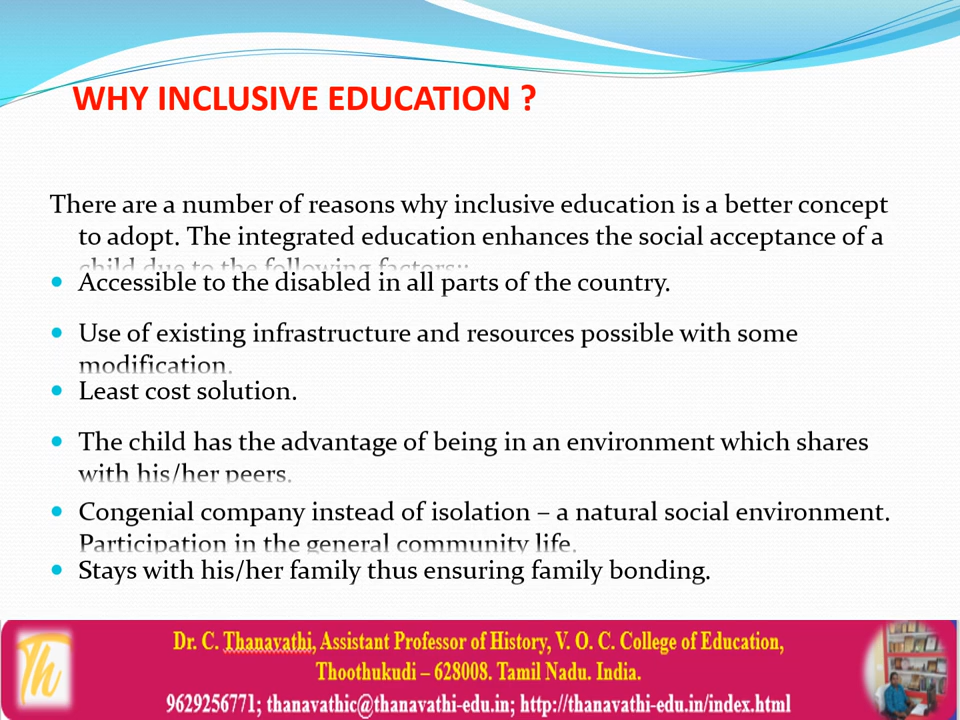 WHY INCLUSIVE EDUCATION ?
There are a number of reasons why inclusive education is a better concept
to adopt. The integrated education enhances the social acceptance of a
child due to the following factors::
• Accessible to the disabled in all parts of the country.
• Use of existing infrastructure and resources possible with some
modification.
• Least cost solution.
• The child has the advantage of being in an environment which shares
with his/her peers.
• Congenial company instead of isolation – a natural social environment.
Participation in the general community life.
• Stays with his/her family thus ensuring family bonding.
Th
Dr. C. Thanavathi, Assistant Professor of History, V. O. C. College of Education,
Thoothukudi – 628008. Tamil Nadu. India.
9629256771; thanavathic@thanavathi-edu.in; http://thanavathi-edu.in/index.html